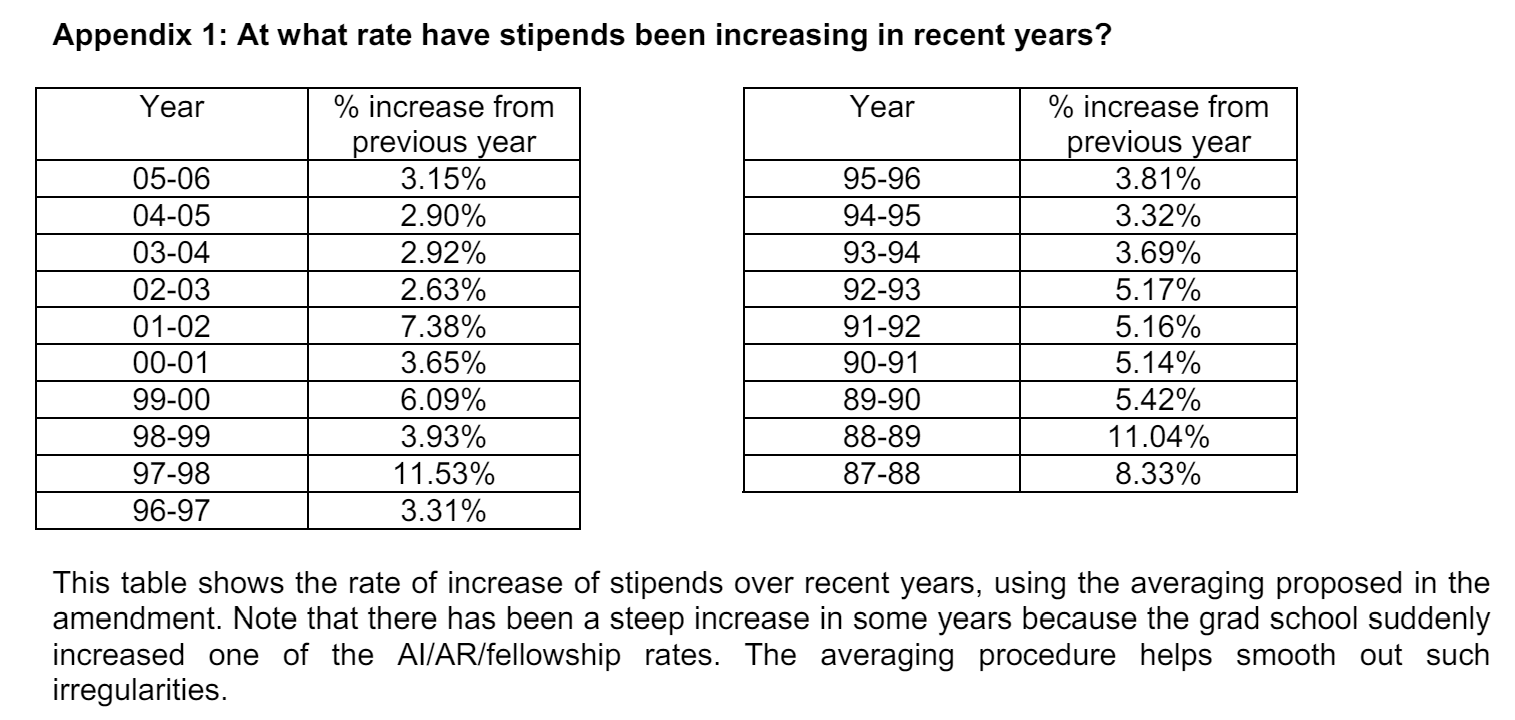 Appendix 1: At what rate have stipends been increasing in recent years?
Year % increase from
previous year
05-06 3.15%
04-05 2.90%
03-04 2.92%
02-03 2.63%
01-02 7.38%
00-01 3.65%
99-00 6.09%
98-99 3.93%
97-98 11.53%
96-97 3.31%
Year % increase from
previous year
95-96 3.81%
94-95 3.32%
93-94 3.69%
92-93 5.17%
91-92 5.16%
90-91 5.14%
89-90 5.42%
88-89 11.04%
87-88 8.33%
This table shows the rate of increase of stipends over recent years, using the averaging proposed in the
amendment. Note that there has been a steep increase in some years because the grad school suddenly
increased one of the AI/AR/fellowship rates. The averaging procedure helps smooth out such
irregularities.